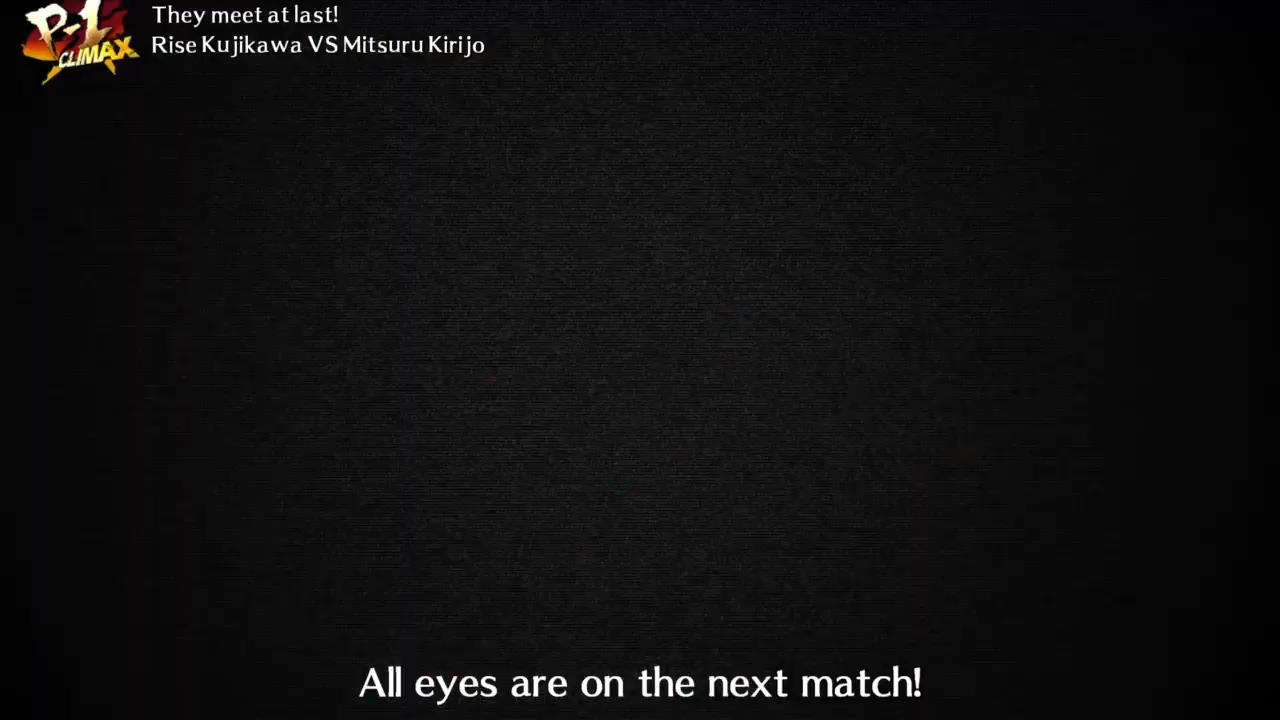 P-1
CLIMAX
They meet at last!
Rise Kujikawa VS Mitsuru Kirijo
All eyes are on the next match!